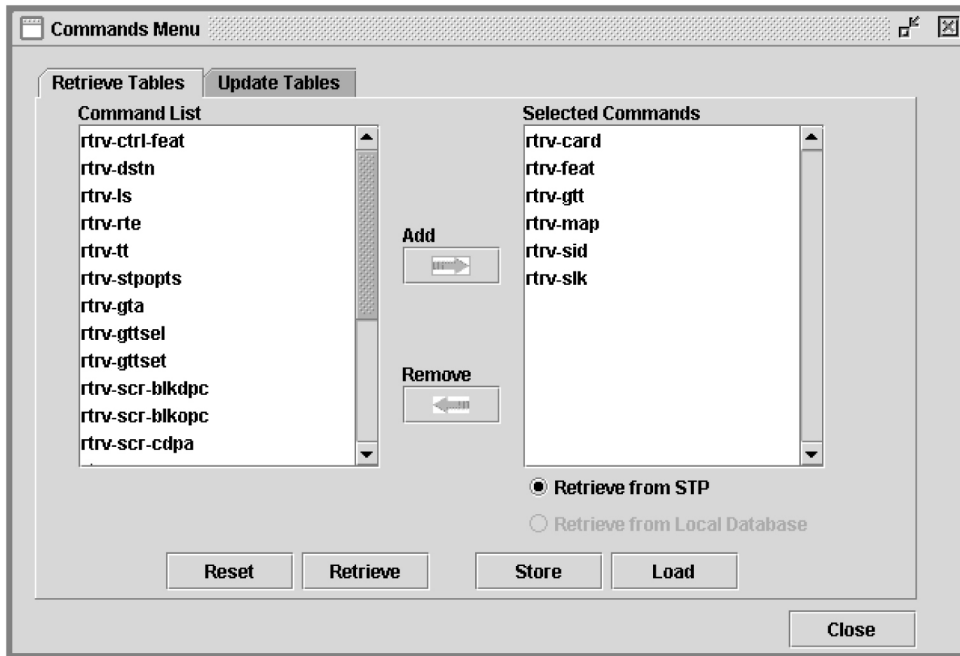 Commands Menu
Retrieve Tables
Update Tables
Command List
rtrv-ctrl-feat
rtrv-dstn
rtrv-ls
rtrv-rte
rtrv-tt
rtrv-stpopts
rtrv-gta
rtrv-gttsel
rtrv-gttset
rtrv-scr-blkdpc
rtrv-scr-blkopc
rtrv-scr-cdpa
Add
Remove
Selected Commands
rtrv-card
rtrv-feat
rtrv-gtt
rtrv-map
rtrv-sid
rtrv-slk
Retrieve from STP
Retrieve from Local Database
Reset
Retrieve
Store
Load
Close